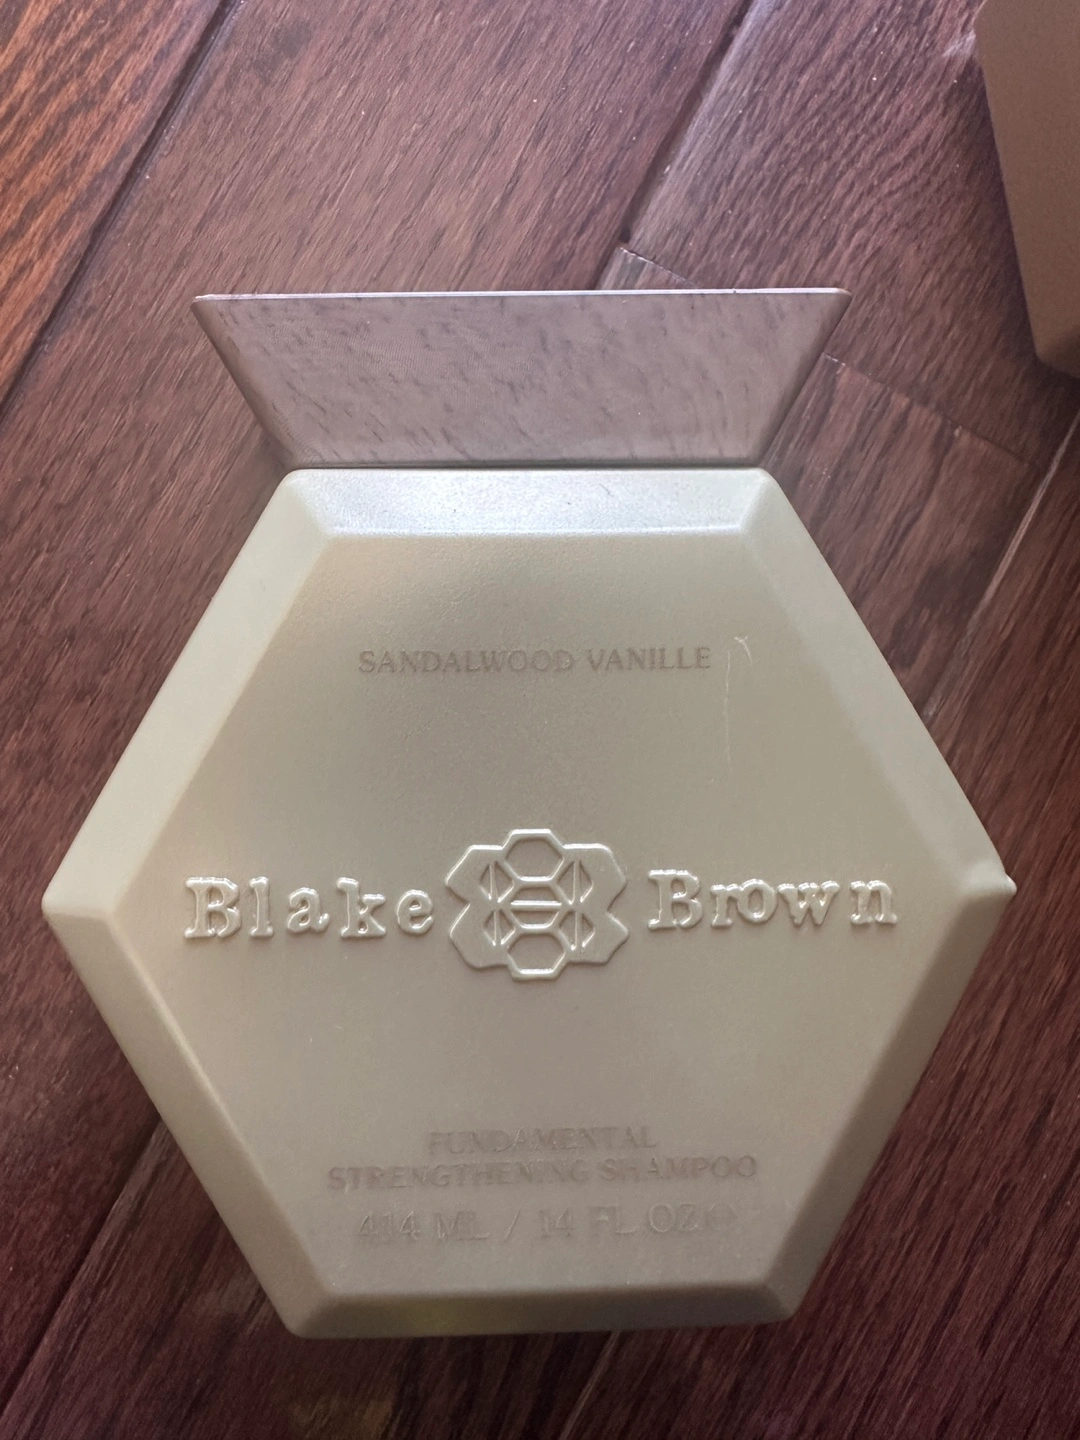 SANDALWOOD VANILLE
Blake Brown
FUNDAMENTAL
STRENGTHENING SHAMPOO
414 ML / 14 FL OZ